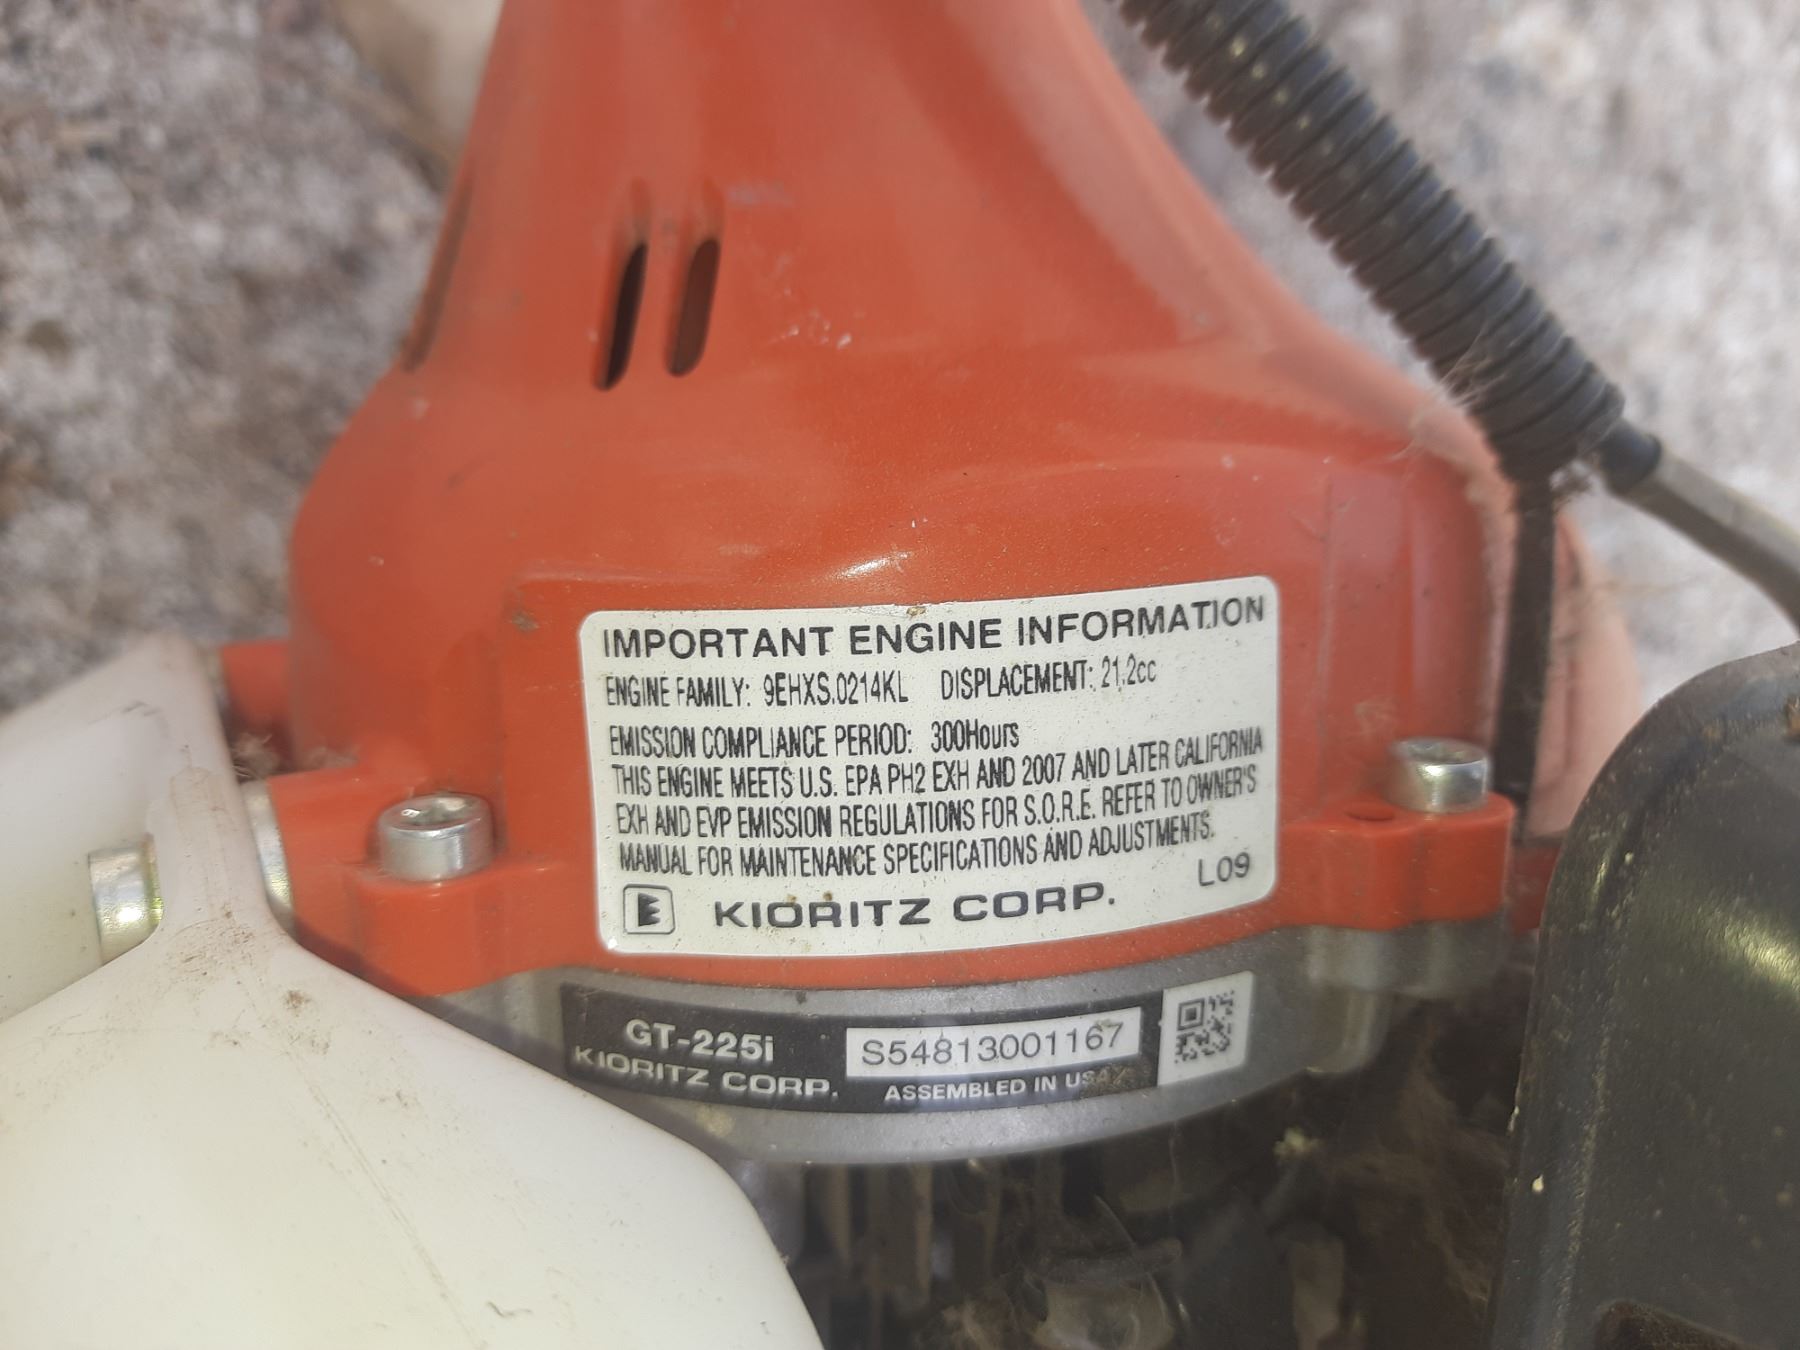 IMPORTANT ENGINE INFORMATION
ENGINE FAMILY: 9EHXS.0214KL DISPLACEMENT: 21.2cc
EMISSION COMPLIANCE PERIOD: 300Hours
THIS ENGINE MEETS U.S. EPA PH2 EXH AND 2007 AND LATER CALIFORNIA
EXH AND EVP EMISSION REGULATIONS FOR S.O.R.E. REFER TO OWNER'S
MANUAL FOR MAINTENANCE SPECIFICATIONS AND ADJUSTMENTS.
E KIORITZ CORP. L09
GT-225i S54813001167
KIORITZ CORP. ASSEMBLED IN USA